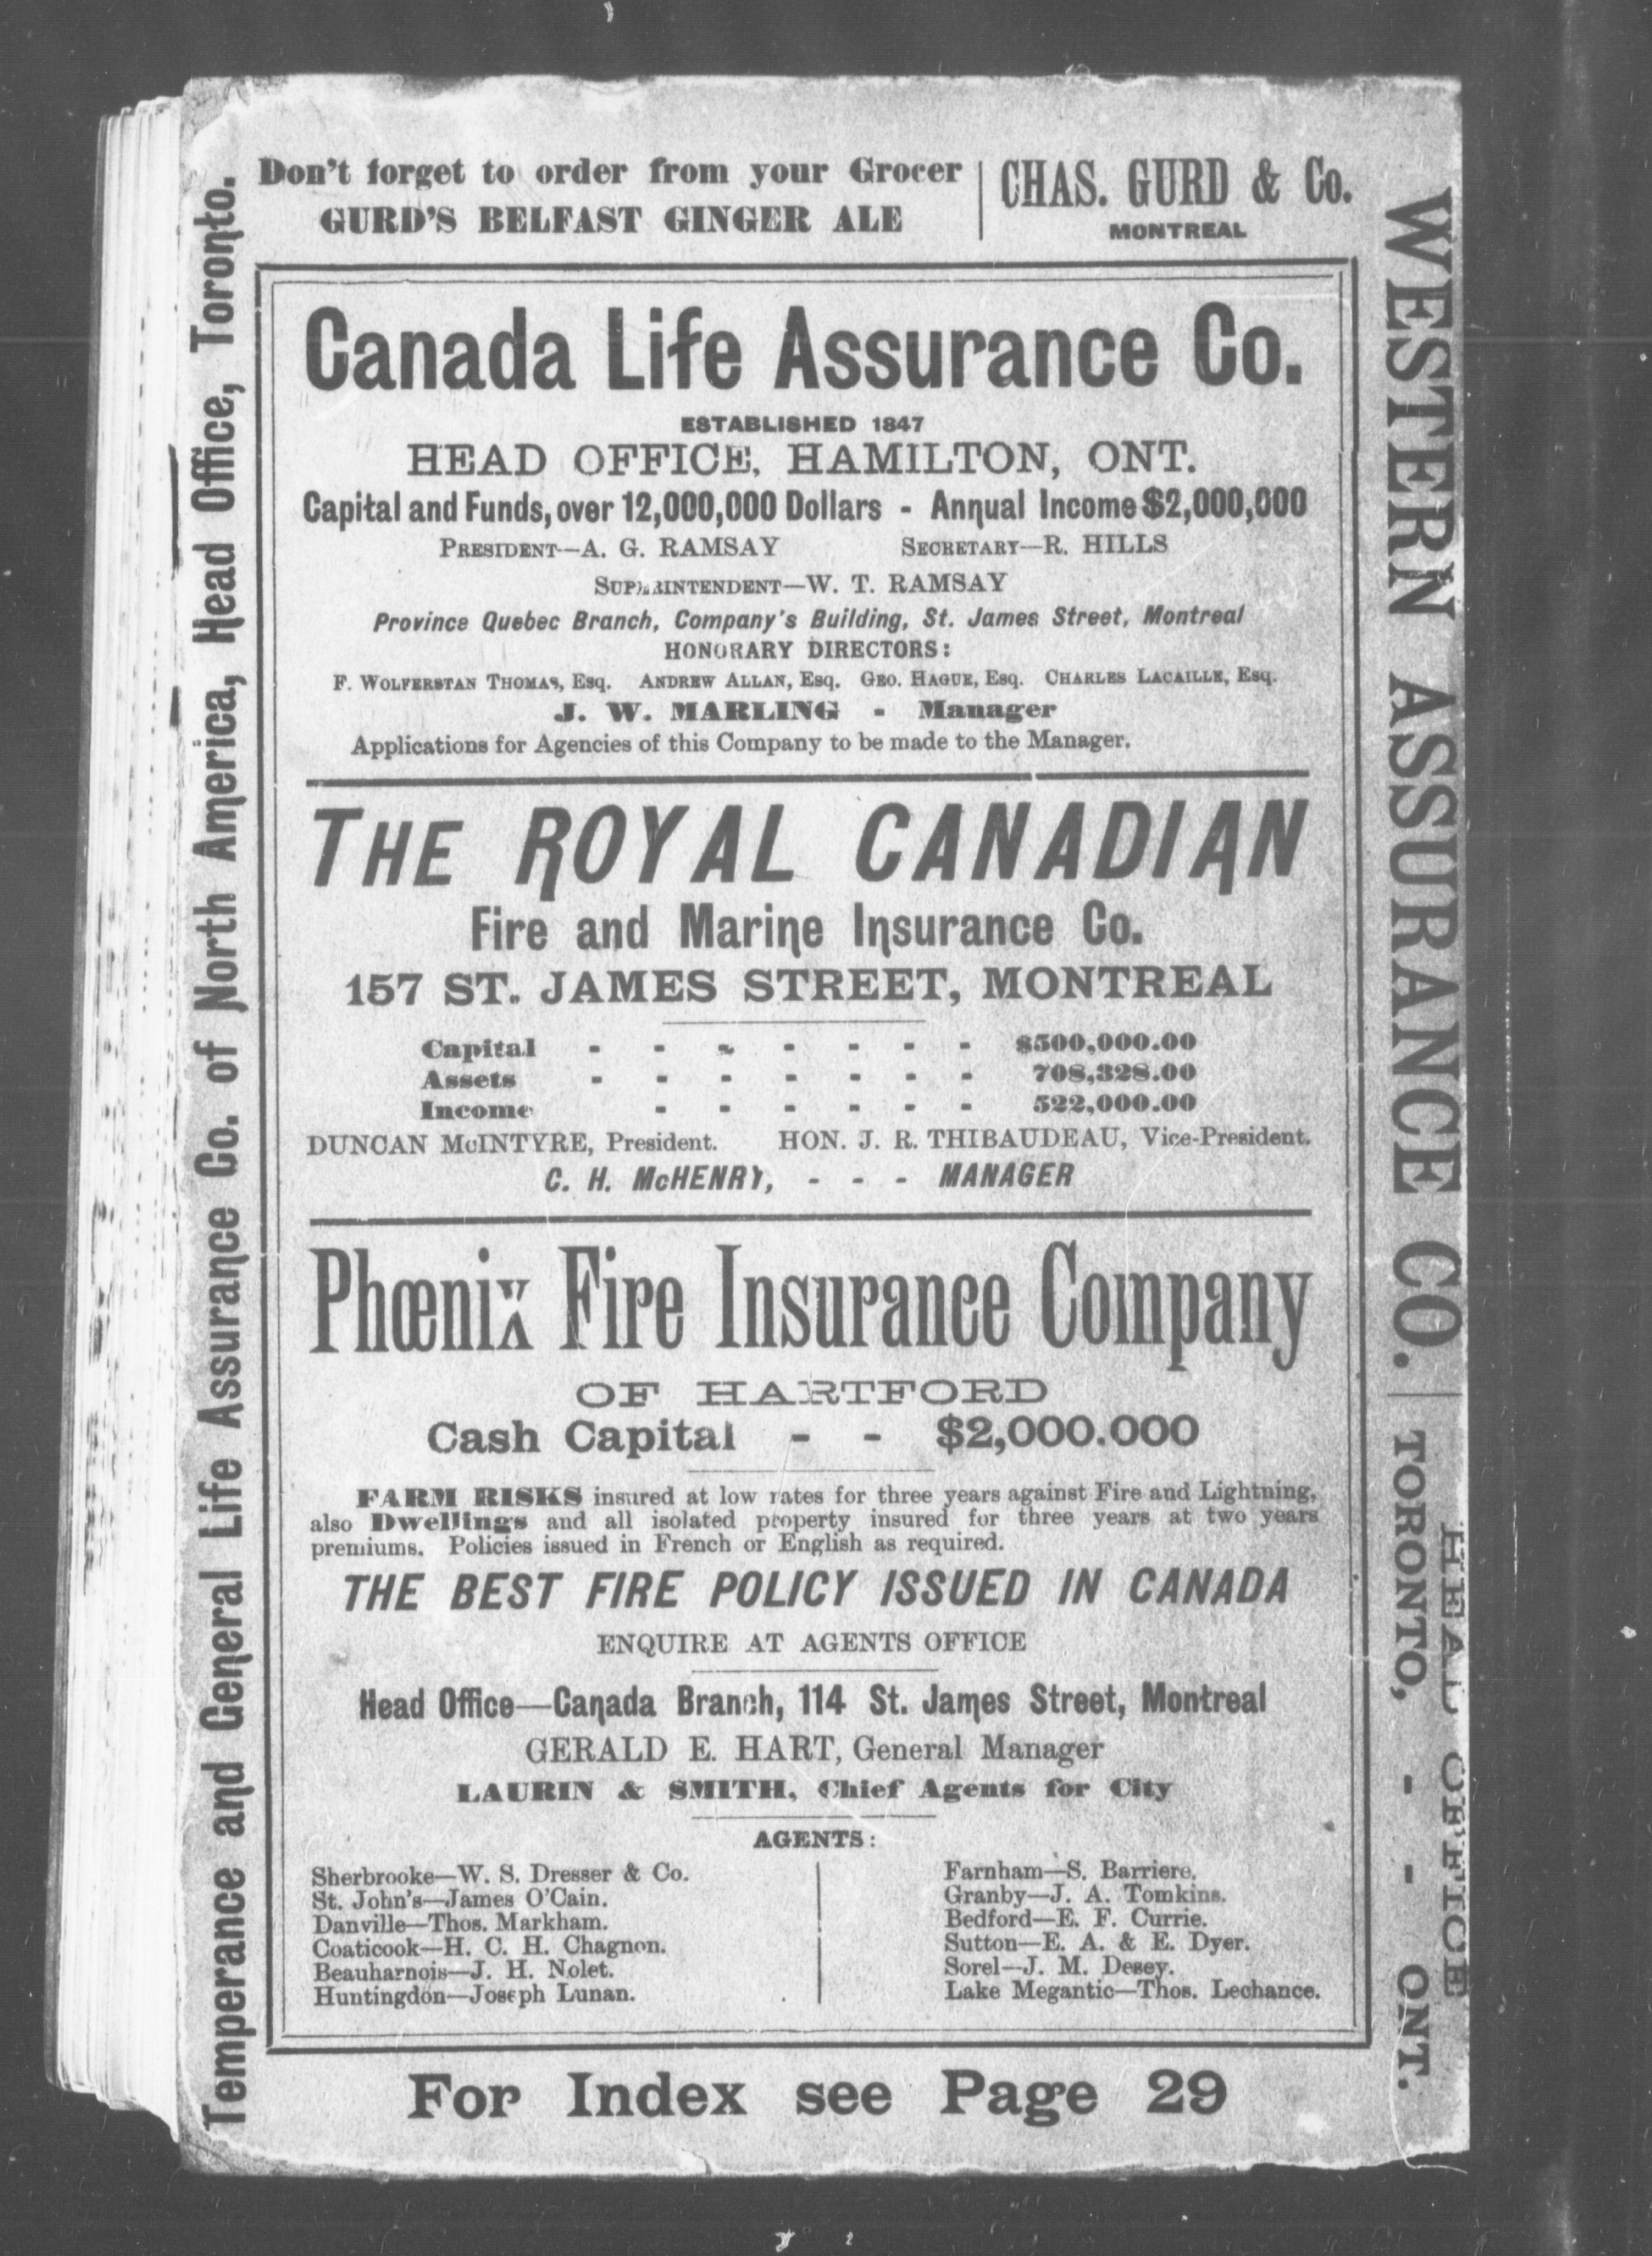 Don't forget to order from your Grocer
GURD'S BELFAST GINGER ALE
CHAS. GURD & Co.
MONTREAL
Temperance and General Life Assurance Co. of North America, Head Office, Toronto.
Canada Life Assurance Co.
ESTABLISHED 1847
HEAD OFFICE, HAMILTON, ONT.
Capital and Funds, over 12,000,000 Dollars - Annual Income $2,000,000
PRESIDENT—A. G. RAMSAY SECRETARY—R. HILLS
SUPERINTENDENT—W. T. RAMSAY
Province Quebec Branch, Company's Building, St. James Street, Montreal
HONORARY DIRECTORS:
F. WOLFERSTAN THOMAS, Esq. ANDREW ALLAN, Esq. GEO. HAGUE, Esq. CHARLES LACAILLE, Esq.
J. W. MARLING - Manager
Applications for Agencies of this Company to be made to the Manager.
THE ROYAL CANADIAN
Fire and Marine Insurance Co.
157 ST. JAMES STREET, MONTREAL
Capital - - - - - - - $500,000.00
Assets - - - - - - - 708,328.00
Income - - - - - - 522,000.00
DUNCAN McINTYRE, President. HON. J. R. THIBAUDEAU, Vice-President.
C. H. McHENRY, - - - MANAGER
Phœnix Fire Insurance Company
OF HARTFORD
Cash Capital - - $2,000.000
FARM RISKS insured at low rates for three years against Fire and Lightning,
also Dwellings and all isolated property insured for three years at two years
premiums. Policies issued in French or English as required.
THE BEST FIRE POLICY ISSUED IN CANADA
ENQUIRE AT AGENTS OFFICE
Head Office—Canada Branch, 114 St. James Street, Montreal
GERALD E. HART, General Manager
LAURIN & SMITH, Chief Agents for City
AGENTS:
Sherbrooke—W. S. Dresser & Co.
St. John's—James O'Cain.
Danville—Thos. Markham.
Coaticook—H. C. H. Chagnon.
Beauharnois—J. H. Nolet.
Huntingdon—Joseph Lunan.
Farnham—S. Barriere.
Granby—J. A. Tomkins.
Bedford—E. F. Currie.
Sutton—E. A. & E. Dyer.
Sorel—J. M. Desey.
Lake Megantic—Thos. Lechance.
WESTERN ASSURANCE CO.
HEAD OFFICE
TORONTO, - - ONT.
For Index see Page 29